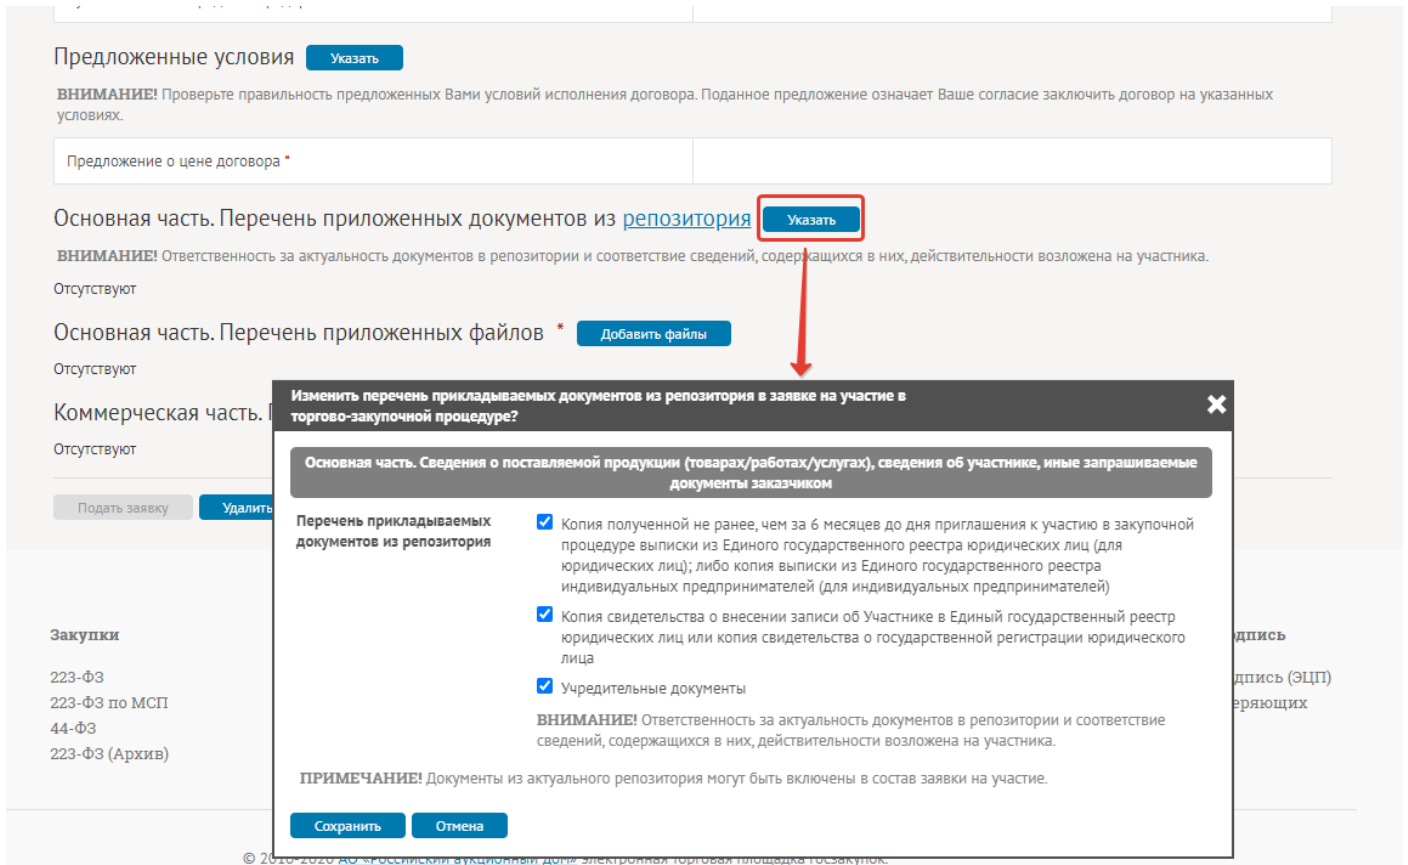 Предложенные условия Указать
ВНИМАНИЕ! Проверьте правильность предложенных Вами условий исполнения договора. Поданное предложение означает Ваше согласие заключить договор на указанных
условиях.
Предложение о цене договора *
Основная часть. Перечень приложенных документов из репозитория Указать
ВНИМАНИЕ! Ответственность за актуальность документов в репозитории и соответствие сведений, содержащихся в них, действительности возложена на участника.
Отсутствуют
Основная часть. Перечень приложенных файлов * Добавить файлы
Отсутствуют
Коммерческая часть.
Отсутствуют
Подать заявку Удалить
Изменить перечень прикладываемых документов из репозитория в заявке на участие в
торгово-закупочной процедуре?
Основная часть. Сведения о поставляемой продукции (товарах/работах/услугах), сведения об участнике, иные запрашиваемые
документы заказчиком
Перечень прикладываемых
документов из репозитория
Копия полученной не ранее, чем за 6 месяцев до дня приглашения к участию в закупочной
процедуре выписки из Единого государственного реестра юридических лиц (для
юридических лиц); либо копия выписки из Единого государственного реестра
индивидуальных предпринимателей (для индивидуальных предпринимателей)
Копия свидетельства о внесении записи об Участнике в Единый государственный реестр
юридических лиц или копия свидетельства о государственной регистрации юридического
лица
Учредительные документы
ВНИМАНИЕ! Ответственность за актуальность документов в репозитории и соответствие
сведений, содержащихся в них, действительности возложена на участника.
ПРИМЕЧАНИЕ! Документы из актуального репозитория могут быть включены в состав заявки на участие.
Сохранить Отмена
Закупки
223-ФЗ
223-ФЗ по МСП
44-ФЗ
223-ФЗ (Архив)
дпись
дпись (ЭЦП)
еряющих
© 2010-2020 АО «Российский аукционный дом» электронная торговая площадка госзакупок.